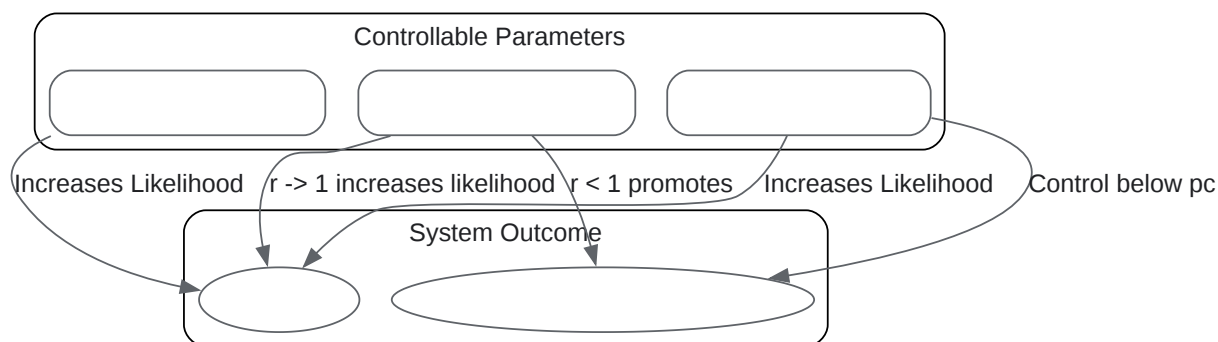 Controllable Parameters
Increases Likelihood
r -> 1 increases likelihood
r < 1 promotes
Increases Likelihood
Control below pc
System Outcome